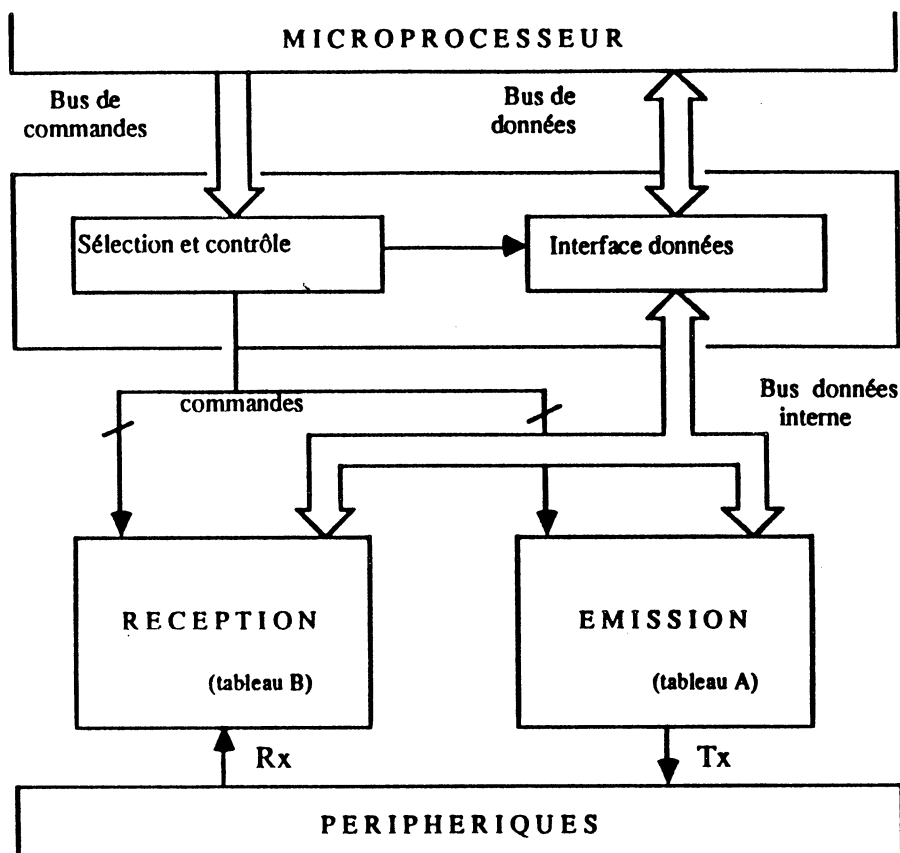 MICROPROCESSEUR
Bus de
commandes
Bus de
données
Sélection et contrôle
Interface données
commandes
Bus données
interne
RECEPTION
(tableau B)
EMISSION
(tableau A)
Rx
Tx
PERIPHERIQUES